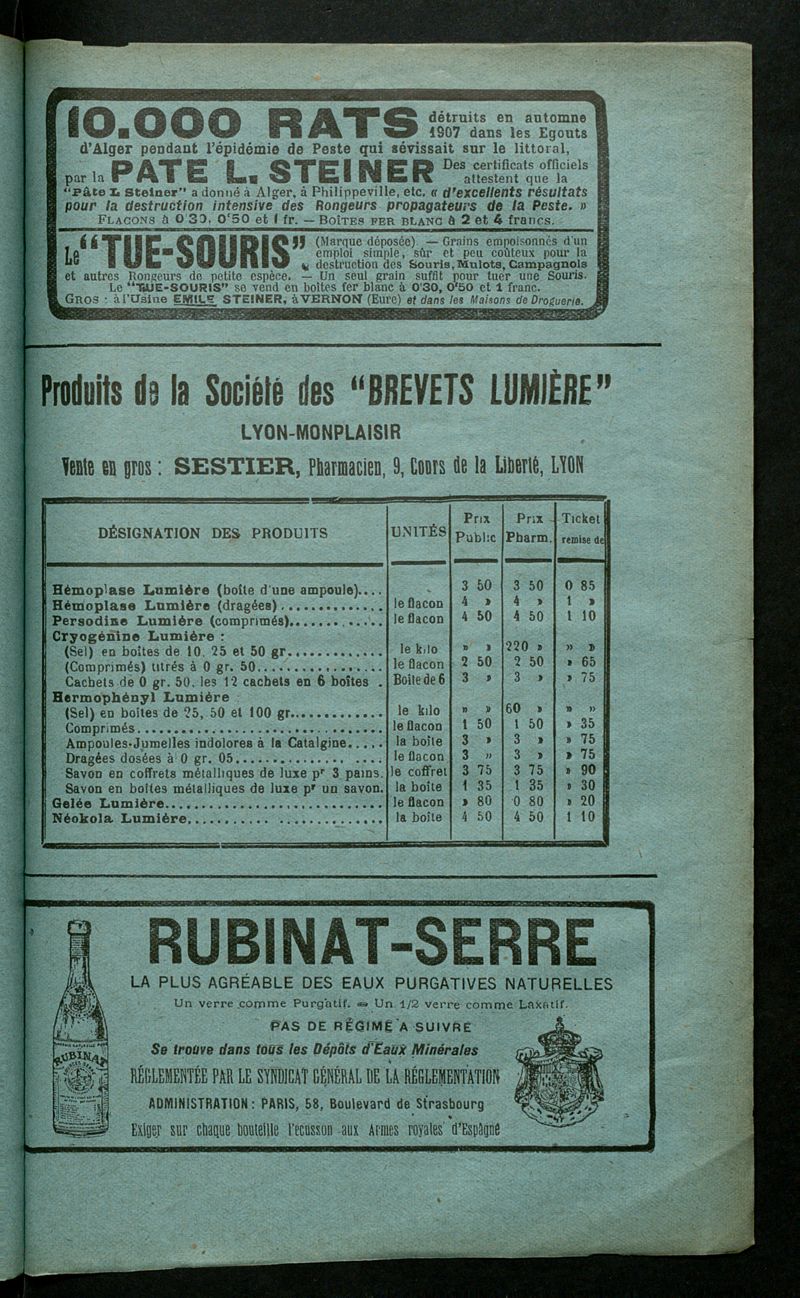 10.000 RATS détruits en automne
1907 dans les Egouts
d'Alger pendant l'épidémie de Peste qui sévissait sur le littoral,
par la PATE L. STEINER Des certificats officiels
attestent que la
"Pâte L. Steiner" a donné à Alger, à Philippeville, etc. « d'excellents résultats
pour la destruction intensive des Rongeurs propagateurs de la Peste. »
FLACONS à 0'30, 0'50 et 1 fr. — BOÎTES FER BLANC à 2 et 4 francs.
Le "TUE-SOURIS" (Marque déposée). — Grains empoisonnés d'un
emploi simple, sûr et peu coûteux pour la
destruction des Souris, Mulots, Campagnols
et autres Rongeurs de petite espèce. — Un seul grain suffit pour tuer une Souris.
Le "TUE-SOURIS" se vend en boîtes fer blanc à 0'30, 0'50 et 1 franc.
GROS : à l'Usine EMILE STEINER, à VERNON (Eure) et dans les Maisons de Droguerie.
Produits de la Société des "BREVETS LUMIÈRE"
LYON-MONPLAISIR
Vente en gros : SESTIER, Pharmacien, 9, Cours de la Liberté, LYON
DÉSIGNATION DES PRODUITS UNITÉS Prix Public Prix Pharm. Ticket remise de
Hémoplase Lumière (boîte d'une ampoule).... 3 50 3 50 0 85
Hémoplase Lumière (dragées).............. le flacon 4 » 4 » 1 »
Persodine Lumière (comprimés)............. le flacon 4 50 4 50 1 10
Cryogénine Lumière :
(Sel) en boîtes de 10, 25 et 50 gr............. le kilo » » 220 » » »
(Comprimés) titrés à 0 gr. 50................. le flacon 2 50 2 50 » 65
Cachets de 0 gr. 50, les 12 cachets en 6 boîtes . Boîte de 6 3 » 3 » » 75
Hermophényl Lumière
(Sel) en boîtes de 25, 50 et 100 gr............. le kilo » » 60 » » »
Comprimés................................. le flacon 1 50 1 50 » 35
Ampoules-Jumelles indolores à la Catalgine..... la boîte 3 » 3 » » 75
Dragées dosées à 0 gr. 05.................... le flacon 3 » 3 » » 75
Savon en coffrets métalliques de luxe pr 3 pains. le coffret 3 75 3 75 » 90
Savon en boîtes métalliques de luxe pr un savon. la boîte 1 35 1 35 » 30
Gelée Lumière............................. le flacon » 80 0 80 » 20
Néokola Lumière.......................... la boîte 4 50 4 50 1 10
RUBINAT-SERRE
LA PLUS AGRÉABLE DES EAUX PURGATIVES NATURELLES
Un verre comme Purgatif. — Un 1/2 verre comme Laxatif.
PAS DE RÉGIME A SUIVRE
Se trouve dans tous les Dépôts d'Eaux Minérales
RÉGLEMENTÉE PAR LE SYNDICAT GÉNÉRAL DE LA RÉGLEMENTATION
ADMINISTRATION : PARIS, 58, Boulevard de Strasbourg
Exiger sur chaque bouteille l'écusson aux Armes royales d'Espagne
RUBINAT